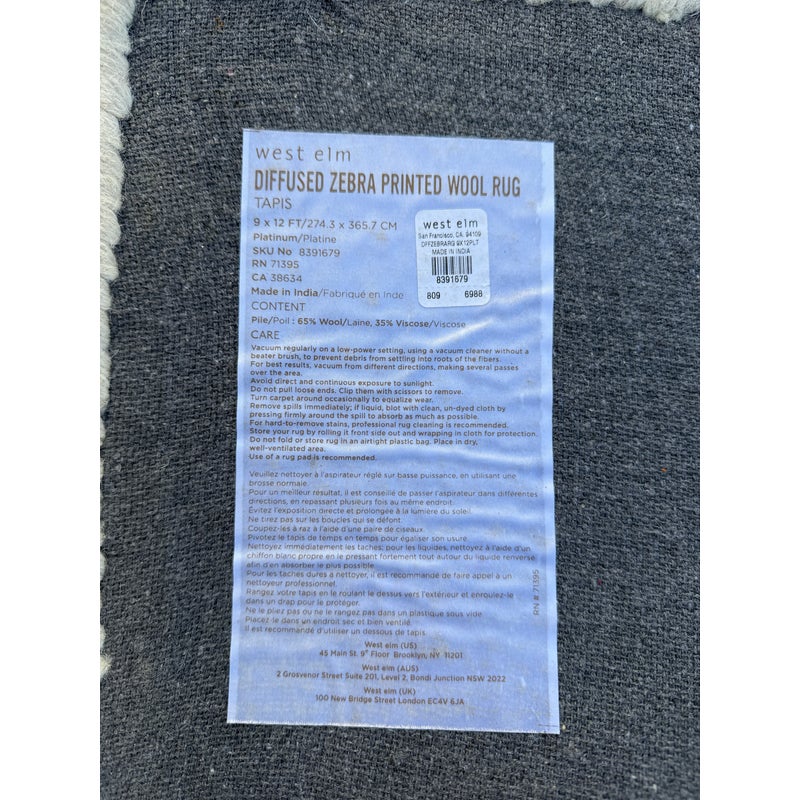 west elm
DIFFUSED ZEBRA PRINTED WOOL RUG
TAPIS
9 x 12 FT/274.3 x 365.7 CM
Platinum/Platine
SKU No 8391679
RN 71395
CA 38634
Made in India/Fabriqué en Inde
CONTENT
Pile/Poil : 65% Wool/Laine, 35% Viscose/Viscose
CARE
Vacuum regularly on a low-power setting, using a vacuum cleaner without a
beater brush, to prevent debris from settling into roots of the fibers.
For best results, vacuum from different directions, making several passes
over the area.
Avoid direct and continuous exposure to sunlight.
Do not pull loose ends. Clip them with scissors to remove.
Turn carpet around occasionally to equalize wear.
Remove spills immediately; if liquid, blot with clean, un-dyed cloth by
pressing firmly around the spill to absorb as much as possible.
For hard-to-remove stains, professional rug cleaning is recommended.
Store your rug by rolling it front side out and wrapping in cloth for protection.
Do not fold or store rug in an airtight plastic bag. Place in dry,
well-ventilated area.
Use of a rug pad is recommended.
Veuillez nettoyer à l'aspirateur réglé sur basse puissance, en utilisant une
brosse normale.
Pour un meilleur résultat, il est conseillé de passer l'aspirateur dans différentes
directions, en repassant plusieurs fois au même endroit.
Évitez l'exposition directe et prolongée à la lumière du soleil.
Ne tirez pas sur les boucles qui se défont.
Coupez-les à raz à l'aide d'une paire de ciseaux.
Pivotez le tapis de temps en temps pour égaliser son usure.
Nettoyez immédiatement les taches; pour les liquides, nettoyez à l'aide d'un
chiffon blanc propre en le pressant fortement tout autour du liquide renversé
afin d'en absorber le plus possible.
Pour les taches dures à nettoyer, il est recommandé de faire appel à un
nettoyeur professionnel.
Rangez votre tapis en le roulant le dessus vers l'extérieur et enroulez-le
dans un drap pour le protéger.
Ne le pliez pas ou ne le rangez pas dans un plastique sous vide.
Placez-le dans un endroit sec et bien ventilé.
Il est recommandé d'utiliser un dessous de tapis.
West elm (US)
45 Main St. 9th Floor Brooklyn, NY 11201
West elm (AUS)
2 Grosvenor Street Suite 201, Level 2, Bondi Junction NSW 2022
West elm (UK)
100 New Bridge Street London EC4V 6JA
RN # 71395
west elm
San Francisco, CA, 94109
DFFZEBRARG 9X12PLT
MADE IN INDIA
8391679
809 6988